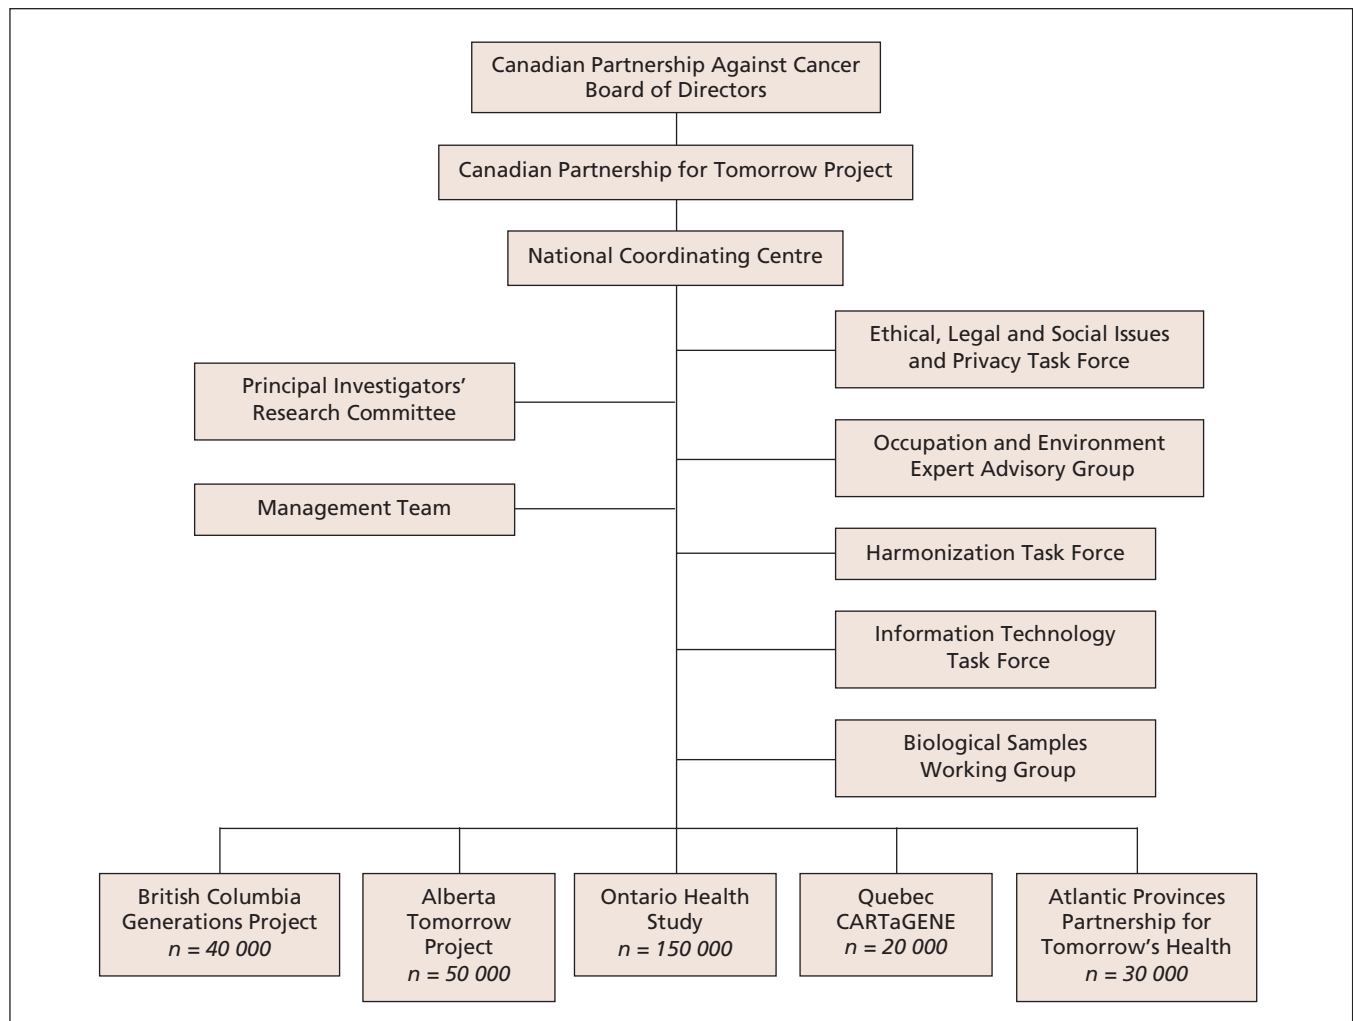 Canadian Partnership Against Cancer
Board of Directors
Canadian Partnership for Tomorrow Project
National Coordinating Centre
Ethical, Legal and Social Issues
and Privacy Task Force
Principal Investigators’
Research Committee
Occupation and Environment
Expert Advisory Group
Management Team
Harmonization Task Force
Information Technology
Task Force
Biological Samples
Working Group
British Columbia
Generations Project
n = 40 000
Alberta
Tomorrow
Project
n = 50 000
Ontario Health
Study
n = 150 000
Quebec
CARTaGENE
n = 20 000
Atlantic Provinces
Partnership for
Tomorrow’s Health
n = 30 000